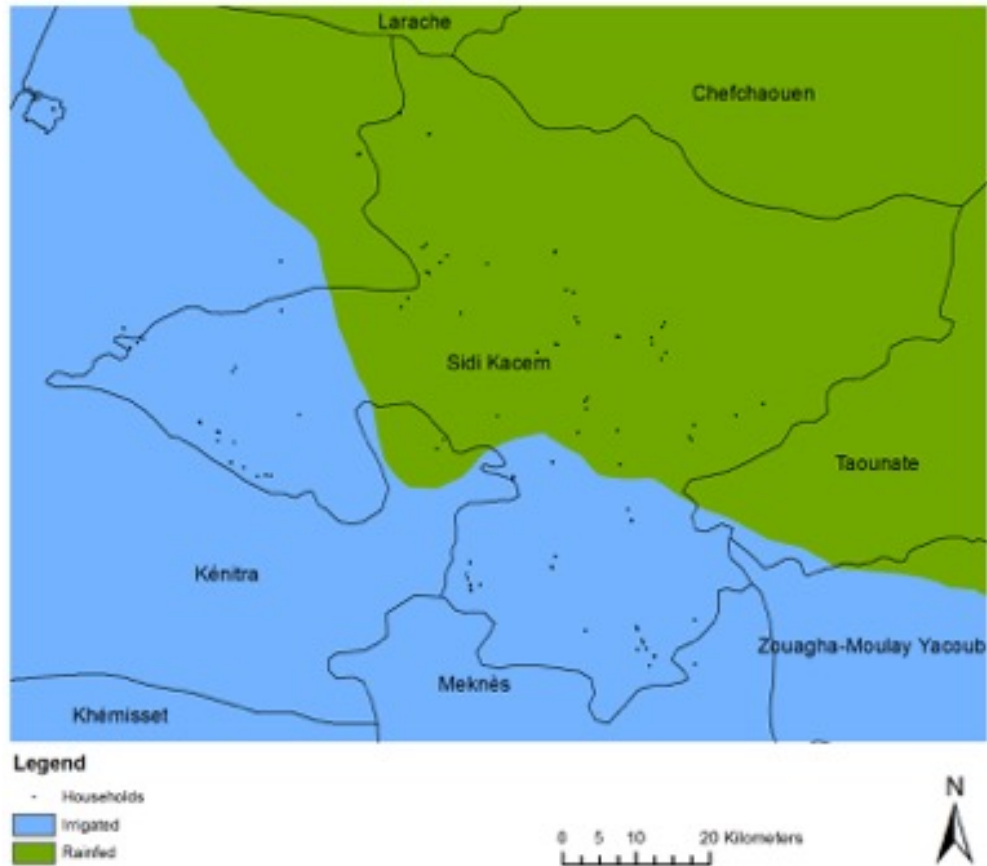 Larache
Chefchaouen
Sidi Kacem
Taounate
Kénitra
Zouagha-Moulay Yacoub
Meknès
Khémisset
Legend
Households
Irrigated
Rainfed
0 5 10 20 Kilometers
N